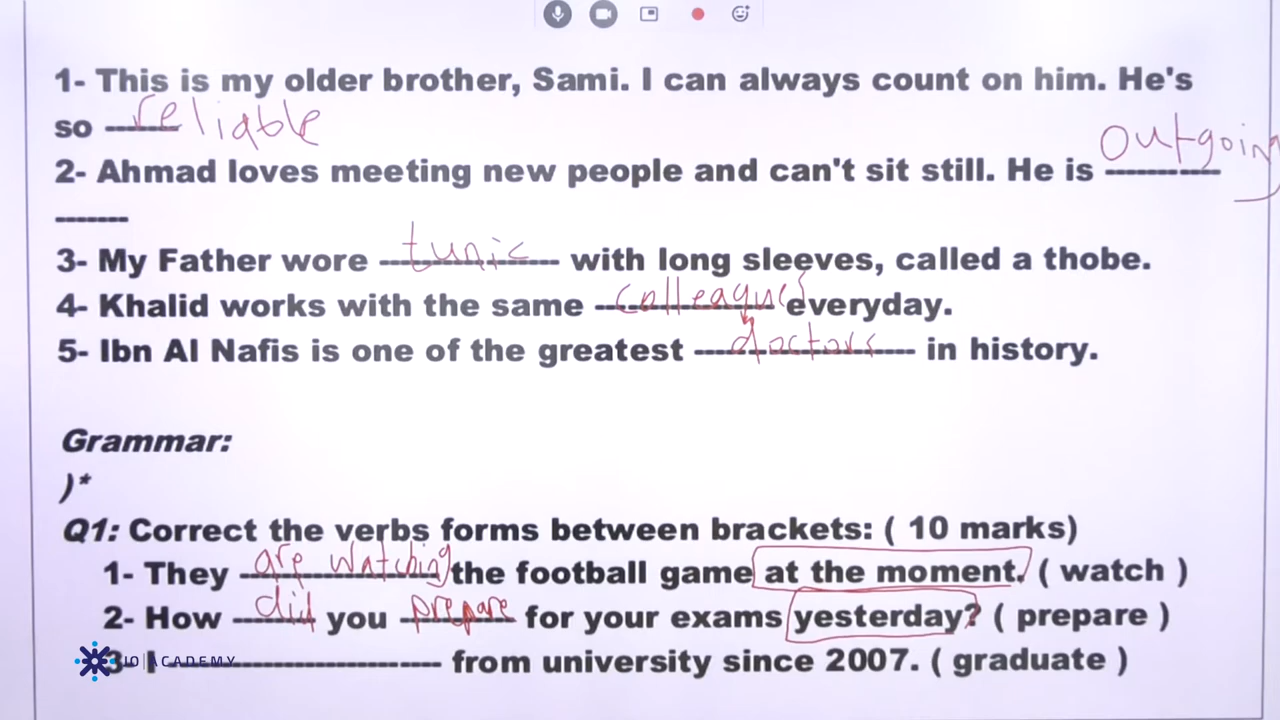 1- This is my older brother, Sami. I can always count on him. He's
so ------ reliable
outgoing
2- Ahmad loves meeting new people and can't sit still. He is -----------
-------
3- My Father wore tunic with long sleeves, called a thobe.
4- Khalid works with the same colleagues everyday.
5- Ibn Al Nafis is one of the greatest doctors in history.
Grammar:
)*
Q1: Correct the verbs forms between brackets: ( 10 marks)
1- They are watching the football game at the moment. ( watch )
2- How did you prepare for your exams yesterday? ( prepare )
3- I -------------------------- from university since 2007. ( graduate )
JO|ACADEMY